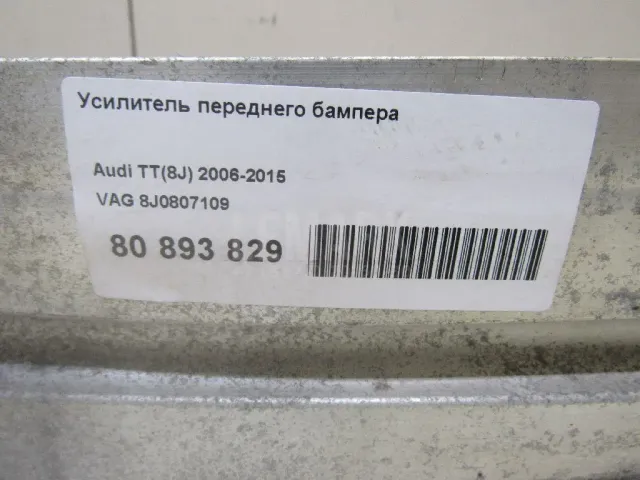 Усилитель переднего бампера
Audi TT(8J) 2006-2015
VAG 8J0807109
80 893 829